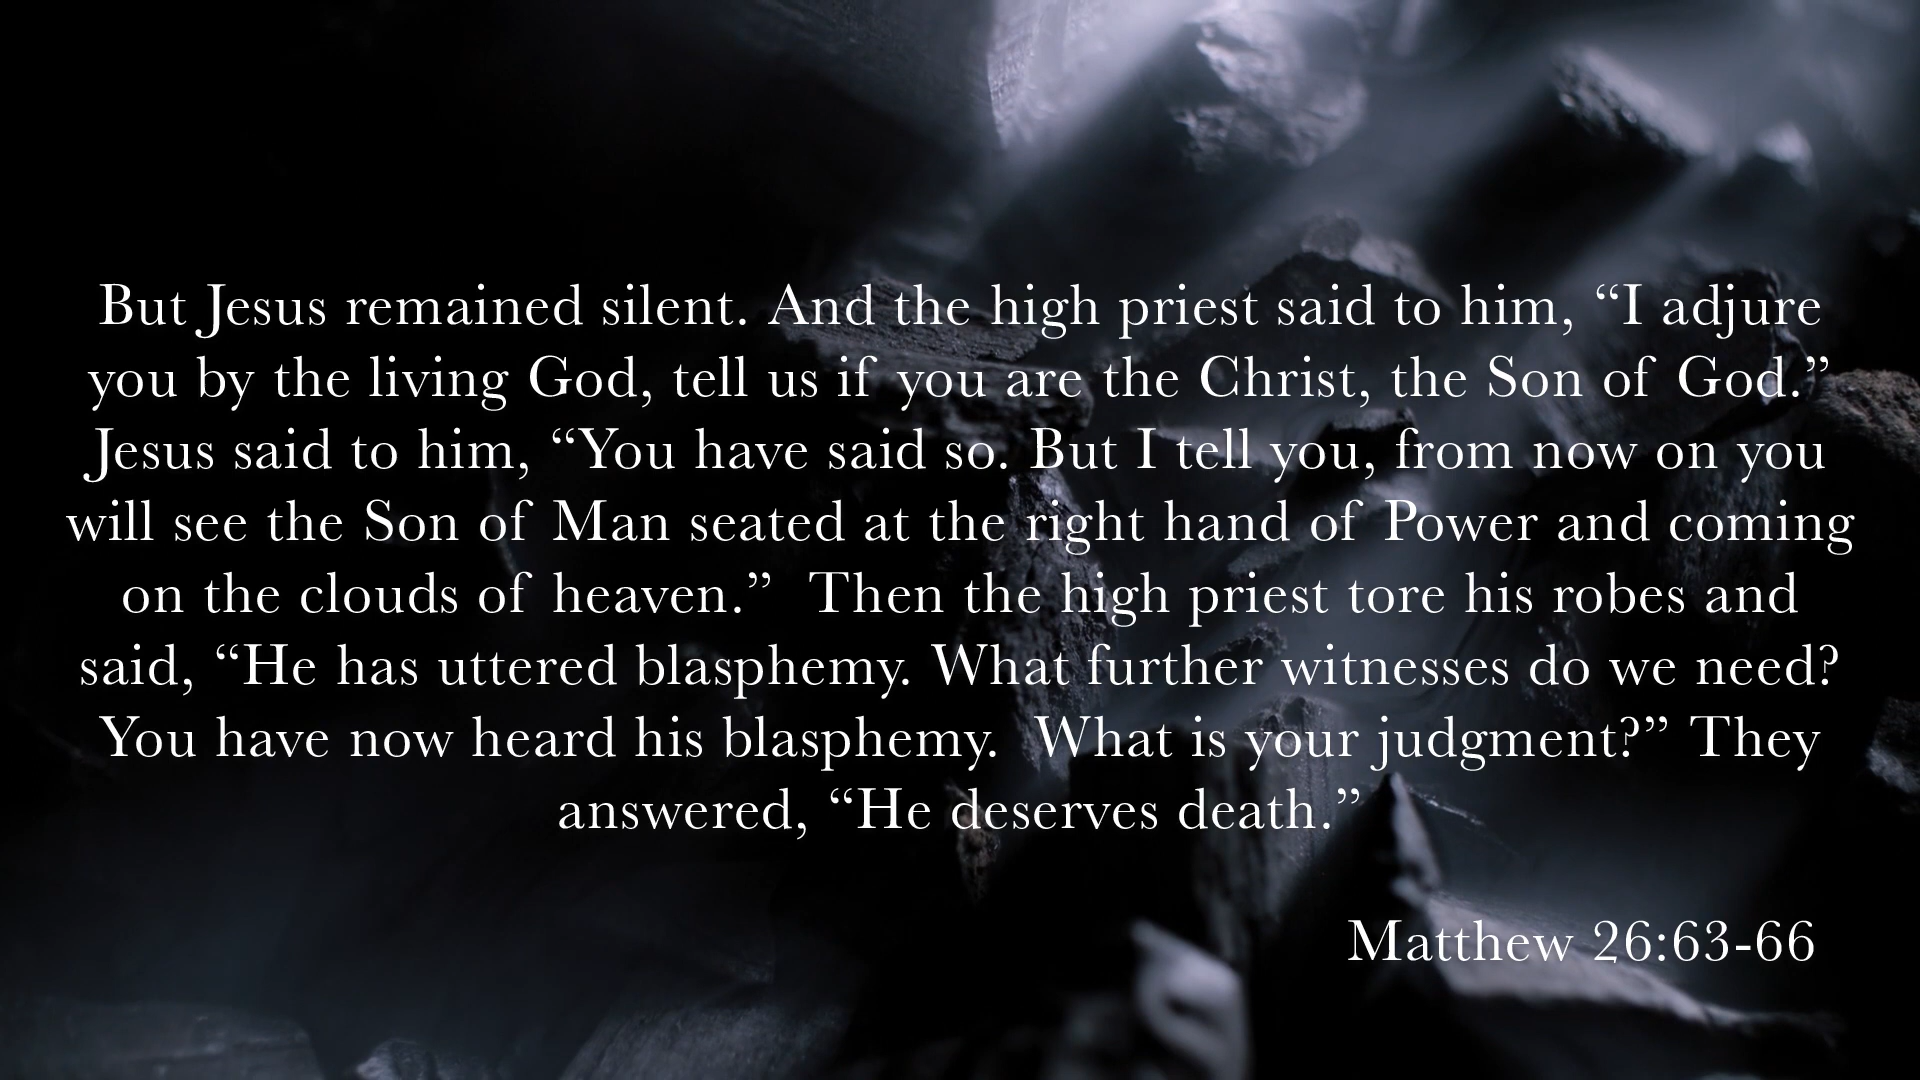 But Jesus remained silent. And the high priest said to him, “I adjure
you by the living God, tell us if you are the Christ, the Son of God.”
Jesus said to him, “You have said so. But I tell you, from now on you
will see the Son of Man seated at the right hand of Power and coming
on the clouds of heaven.”  Then the high priest tore his robes and
said, “He has uttered blasphemy. What further witnesses do we need?
You have now heard his blasphemy.  What is your judgment?” They
answered, “He deserves death.”
Matthew 26:63-66